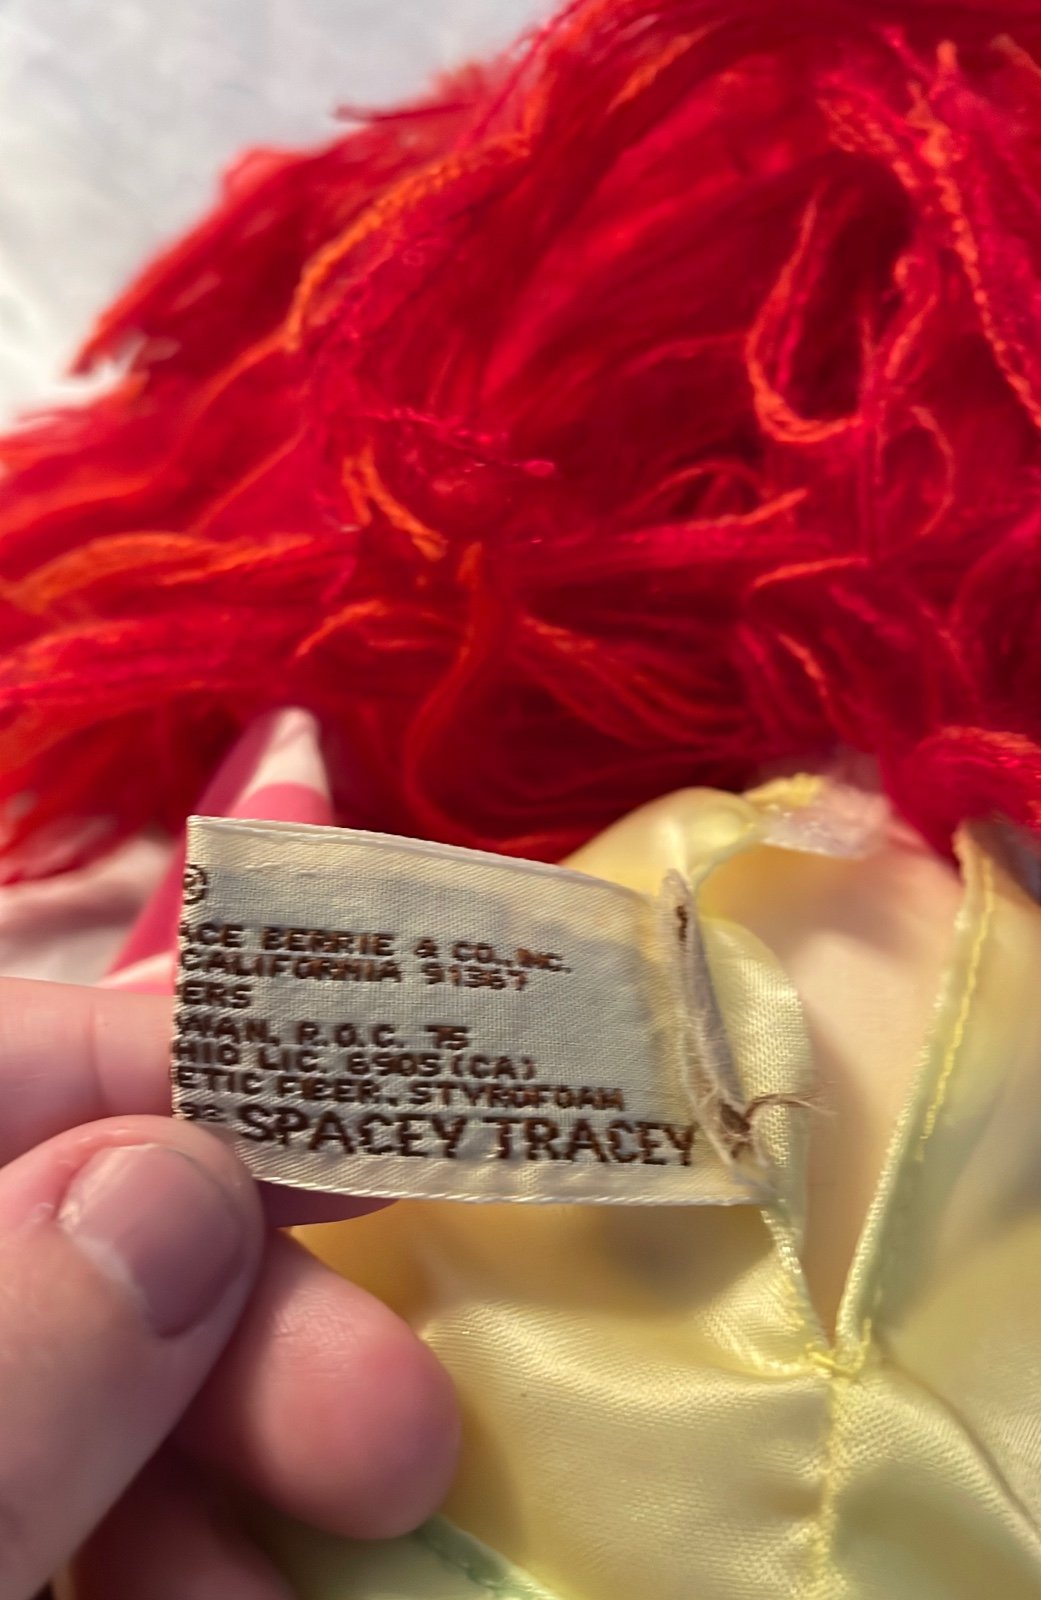 ®
ACE BERRIE & CO., INC.
CALIFORNIA 91367
ERS
WAN, R.O.C. 75
HIO LIC. 6905 (CA)
ETIC FIBER, STYROFOAM
SPACEY TRACEY